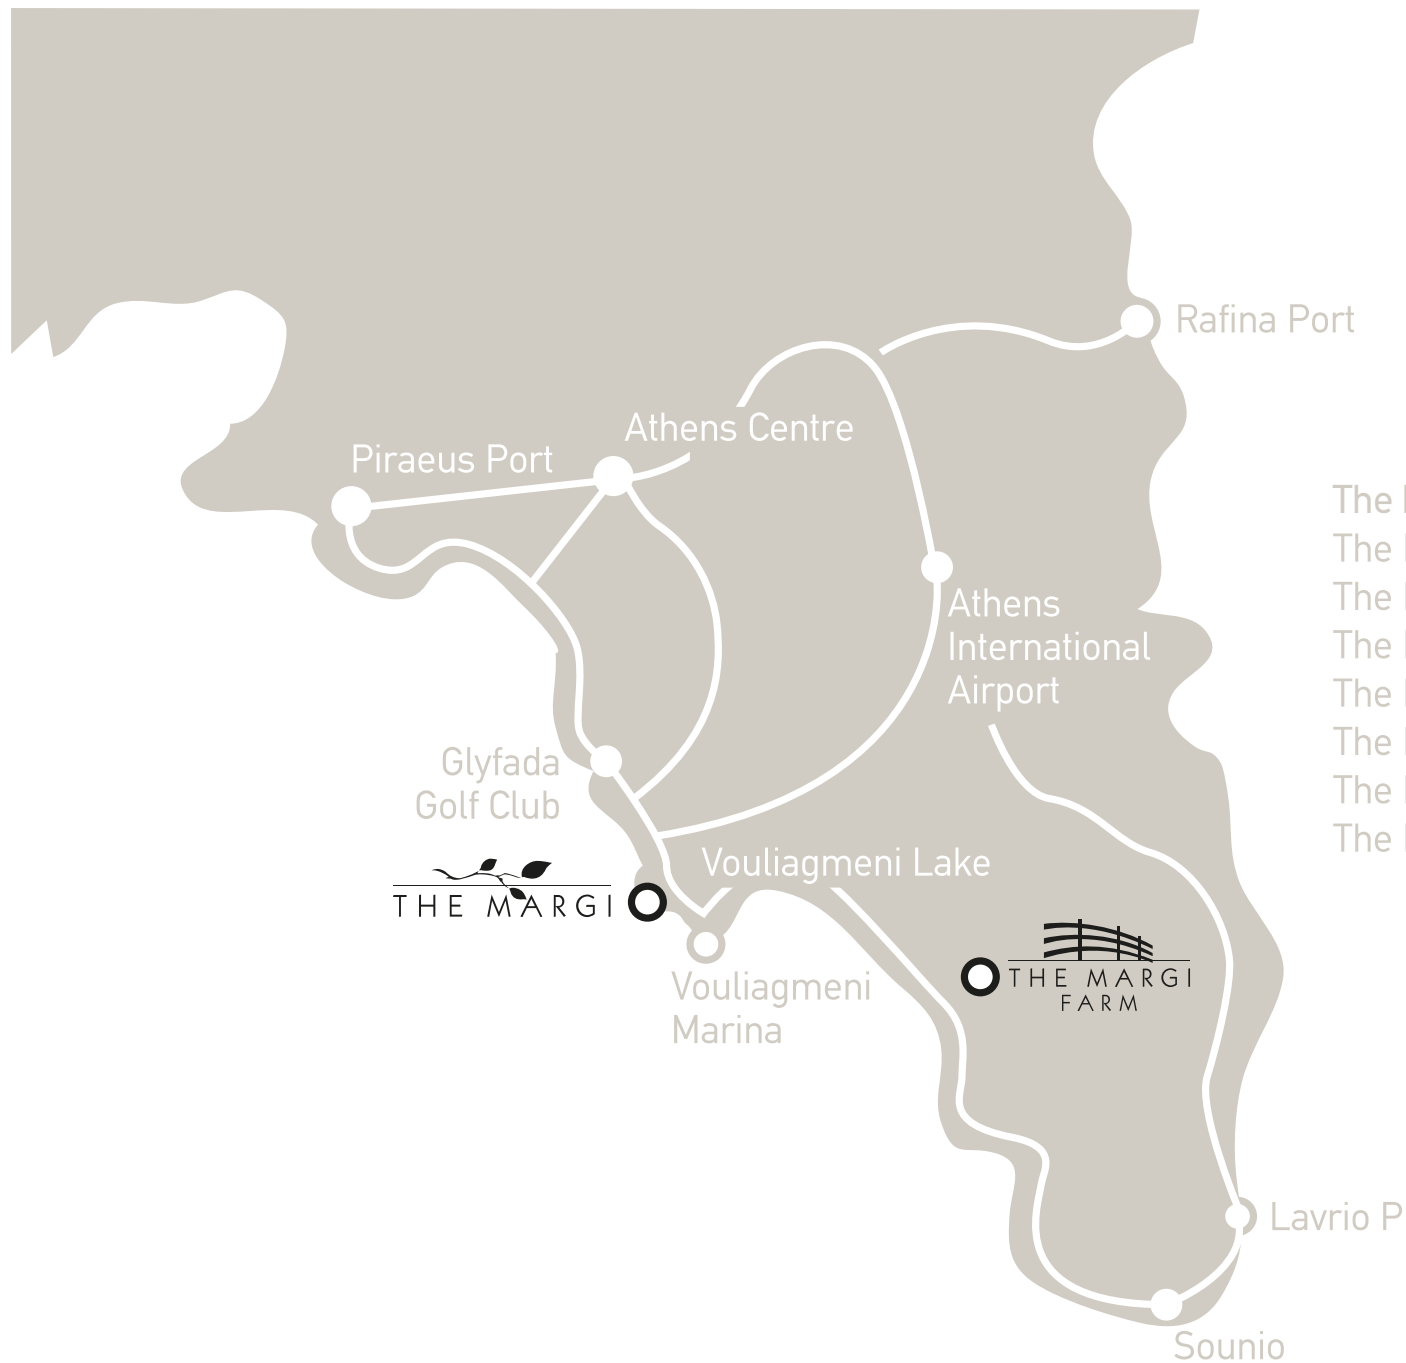 Rafina Port
Athens Centre
Piraeus Port
The
The
Athens
The
International
The
Airport
The
Glyfada
The
Golf Club
The
Vouliagmeni Lake
The
THE MARGI
THE MARGI
FARM
Vouliagmeni
Marina
Lavrio P
Sounio